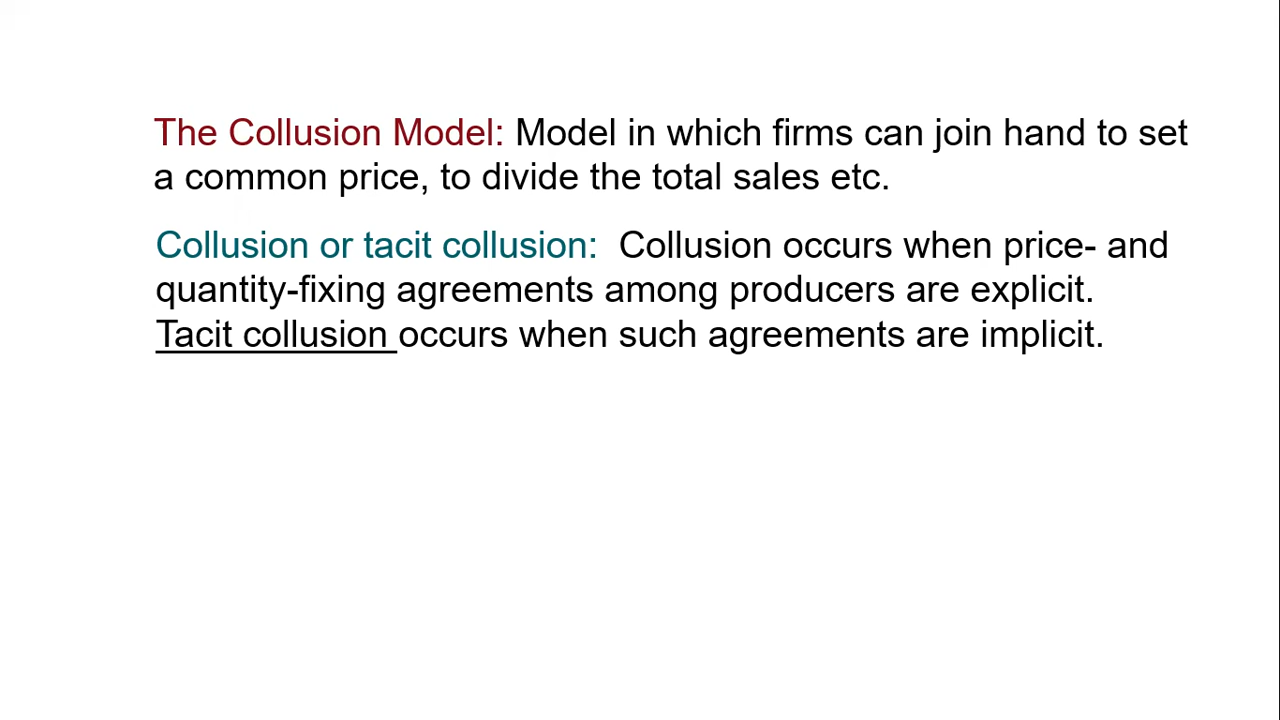 The Collusion Model: Model in which firms can join hand to set
a common price, to divide the total sales etc.
Collusion or tacit collusion: Collusion occurs when price- and
quantity-fixing agreements among producers are explicit.
Tacit collusion occurs when such agreements are implicit.